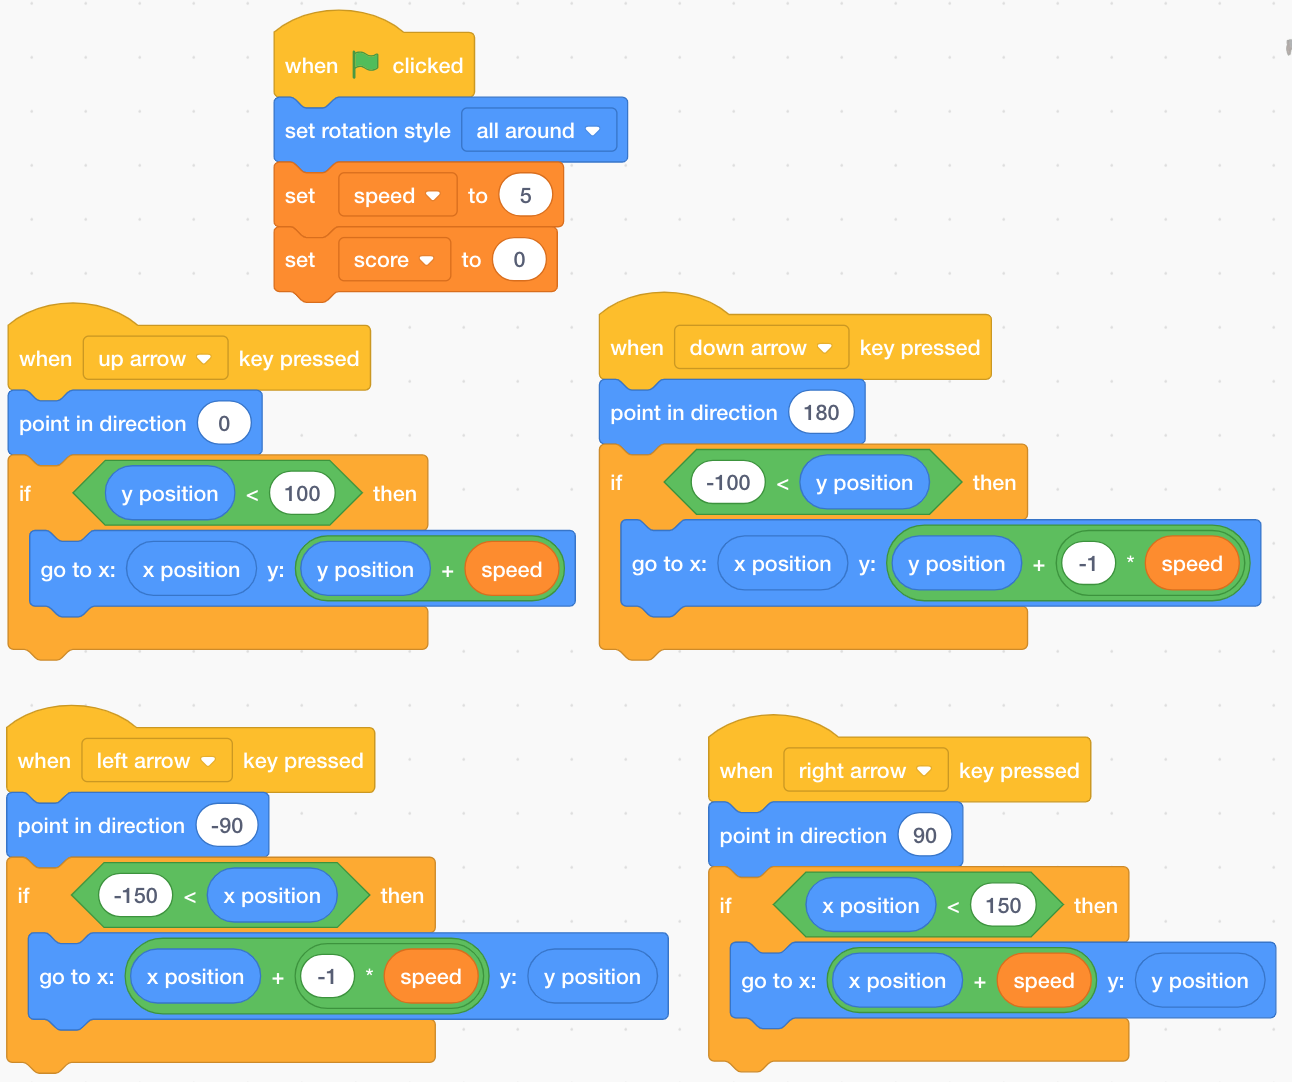 when clicked
set rotation style all around
set speed to 5
set score to 0
when up arrow key pressed
point in direction 0
if y position < 100 then
go to x: x position y: y position + speed
when down arrow key pressed
point in direction 180
if -100 < y position then
go to x: x position y: y position + -1 * speed
when left arrow key pressed
point in direction -90
if -150 < x position then
go to x: x position + -1 * speed y: y position
when right arrow key pressed
point in direction 90
if x position < 150 then
go to x: x position + speed y: y position